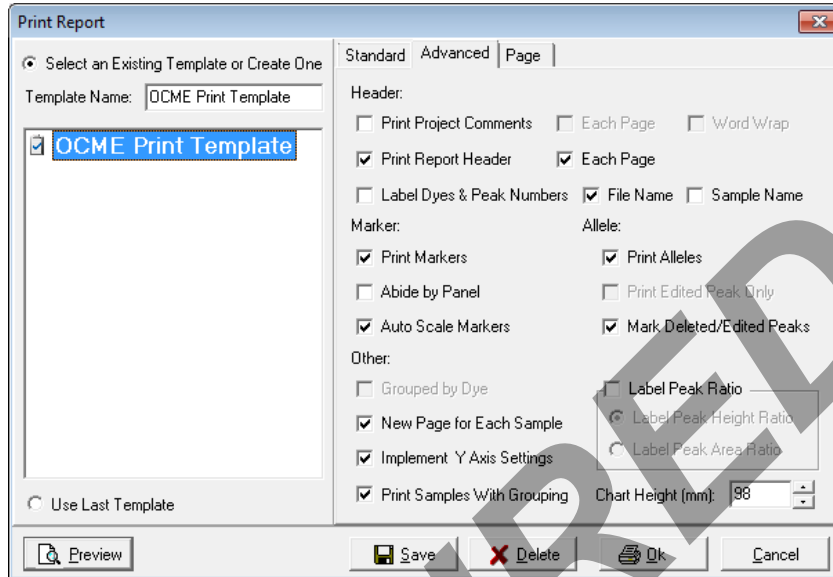 Print Report
Select an Existing Template or Create One
Template Name: OCME Print Template
OCME Print Template
Use Last Template
Standard Advanced Page
Header:
Print Project Comments Each Page Word Wrap
Print Report Header Each Page
Label Dyes & Peak Numbers File Name Sample Name
Marker: Allele:
Print Markers Print Alleles
Abide by Panel Print Edited Peak Only
Auto Scale Markers Mark Deleted/Edited Peaks
Other:
Grouped by Dye Label Peak Ratio
New Page for Each Sample Label Peak Height Ratio
Implement Y Axis Settings Label Peak Area Ratio
Print Samples With Grouping Chart Height (mm): 98
Preview Save Delete Ok Cancel
RED